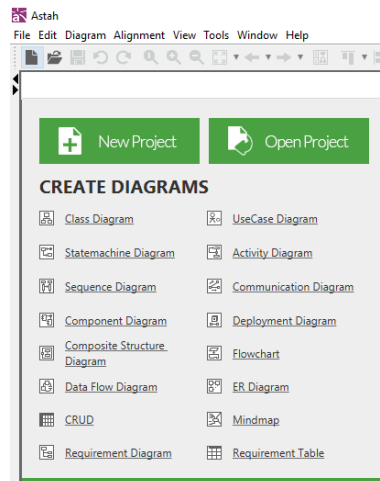 Astah
File Edit Diagram Alignment View Tools Window Help
New Project Open Project
CREATE DIAGRAMS
Class Diagram UseCase Diagram
Statemachine Diagram Activity Diagram
Sequence Diagram Communication Diagram
Component Diagram Deployment Diagram
Composite Structure
Diagram Flowchart
Data Flow Diagram ER Diagram
CRUD Mindmap
Requirement Diagram Requirement Table